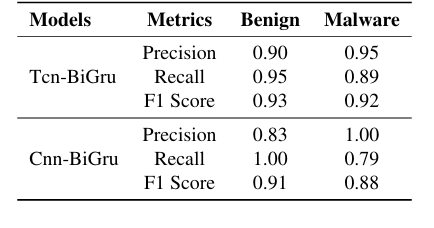 Models Metrics Benign Malware
Precision 0.90 0.95
Tcn-BiGru Recall 0.95 0.89
F1 Score 0.93 0.92
Precision 0.83 1.00
Cnn-BiGru Recall 1.00 0.79
F1 Score 0.91 0.88